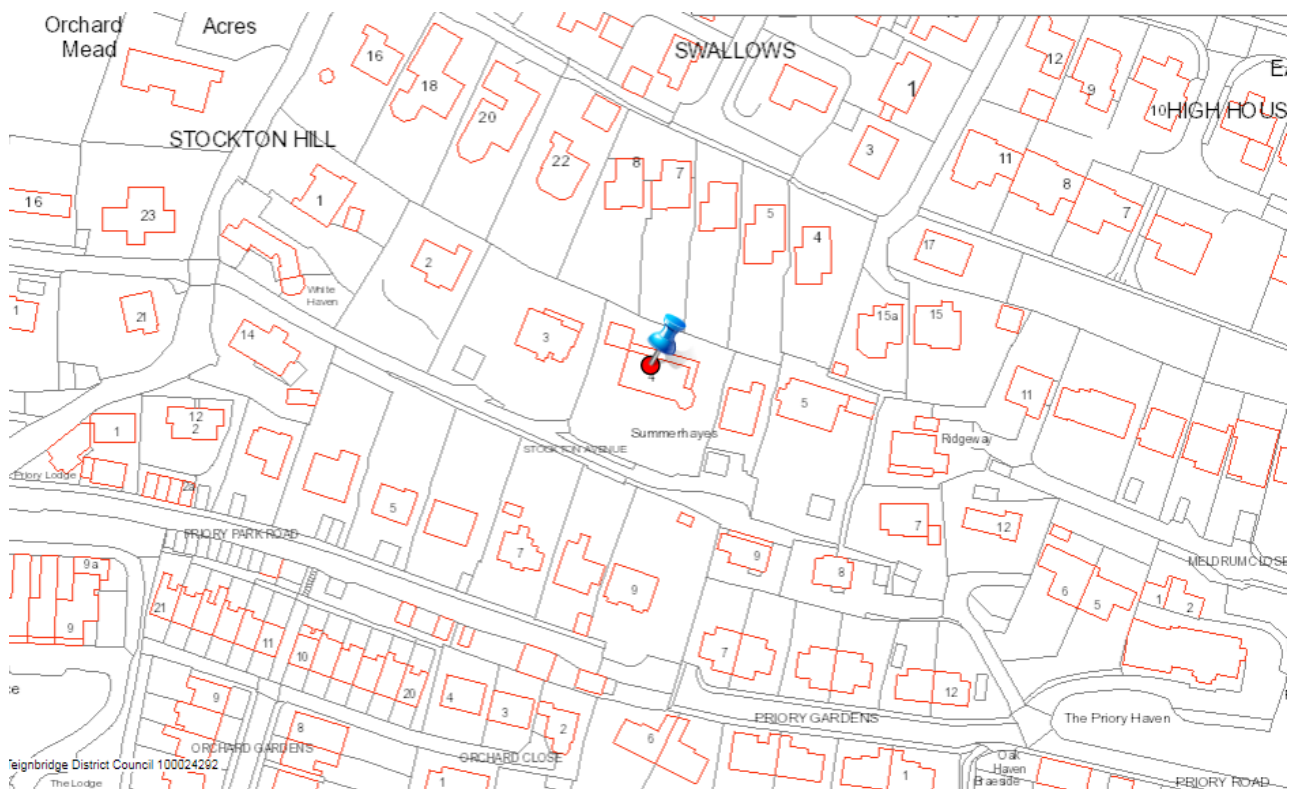 Orchard
Mead
Acres
SWALLOWS
16
18
20
1
12
9
10
HIGH HOUS
STOCKTON HILL
22
8
7
3
11
8
7
16
23
1
5
4
17
2
White
Haven
1
21
14
3
15a
15
4
5
11
Summerhayes
STOCKTON AVENUE
Ridgeway
1
12
2
Priory Lodge
2a
5
7
12
PRIORY PARK ROAD
7
9
8
9
MELDRUM CLOSE
9a
9
21
11
10
20
6
5
1
2
7
12
9
8
4
3
2
6
PRIORY GARDENS
The Priory Haven
ORCHARD GARDENS
ORCHARD CLOSE
Teignbridge District Council 100024292
The Lodge
1
1
Oak
Haven
Braeside
PRIORY ROAD